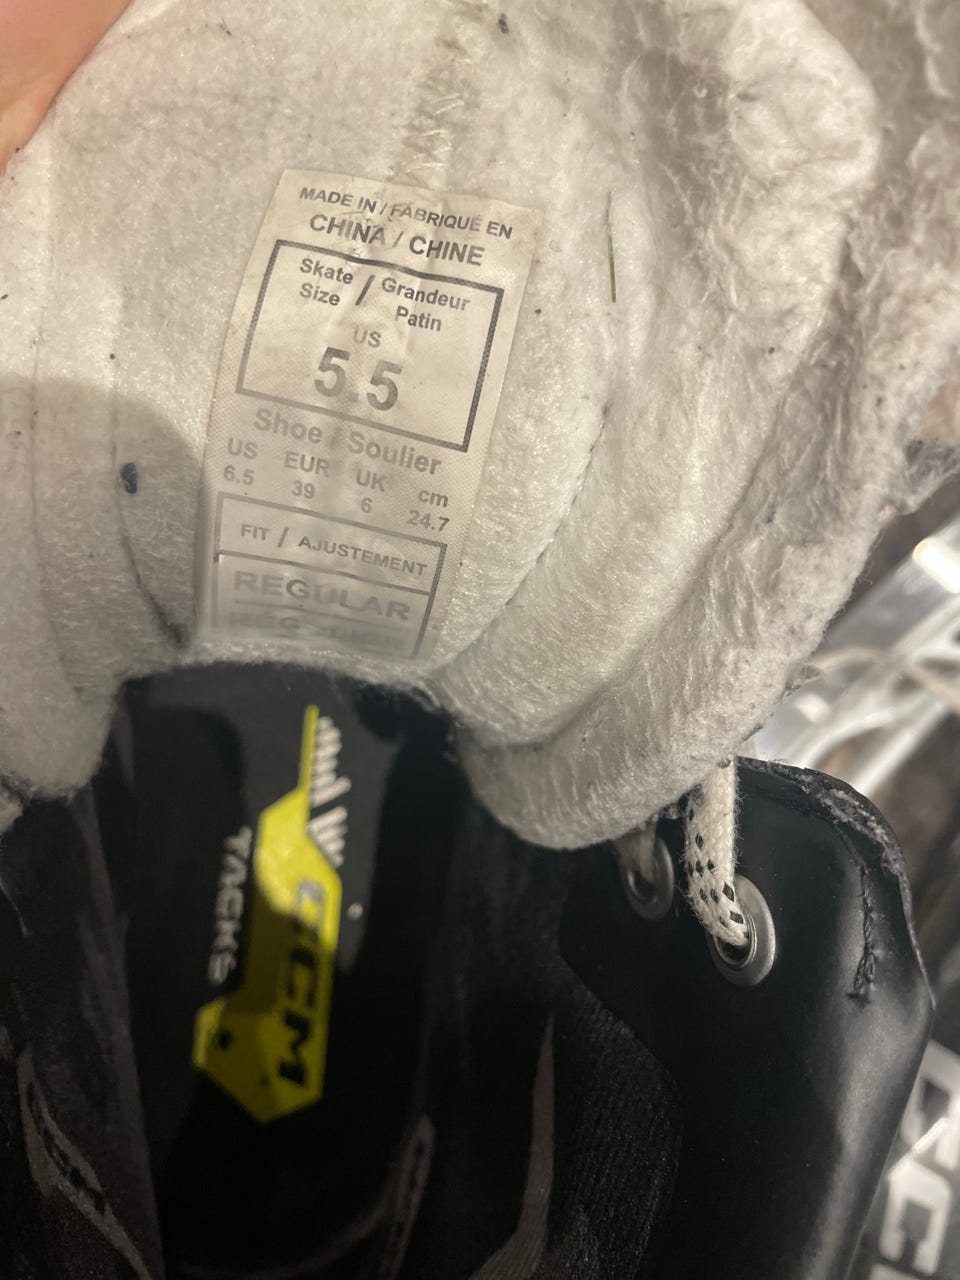 MADE IN / FABRIQUÉ EN
CHINA / CHINE
Skate Size / Grandeur Patin
US
5.5
Shoe / Soulier
US EUR UK cm
6.5 39 6 24.7
FIT / AJUSTEMENT
REGULAR
TACKS
CCM